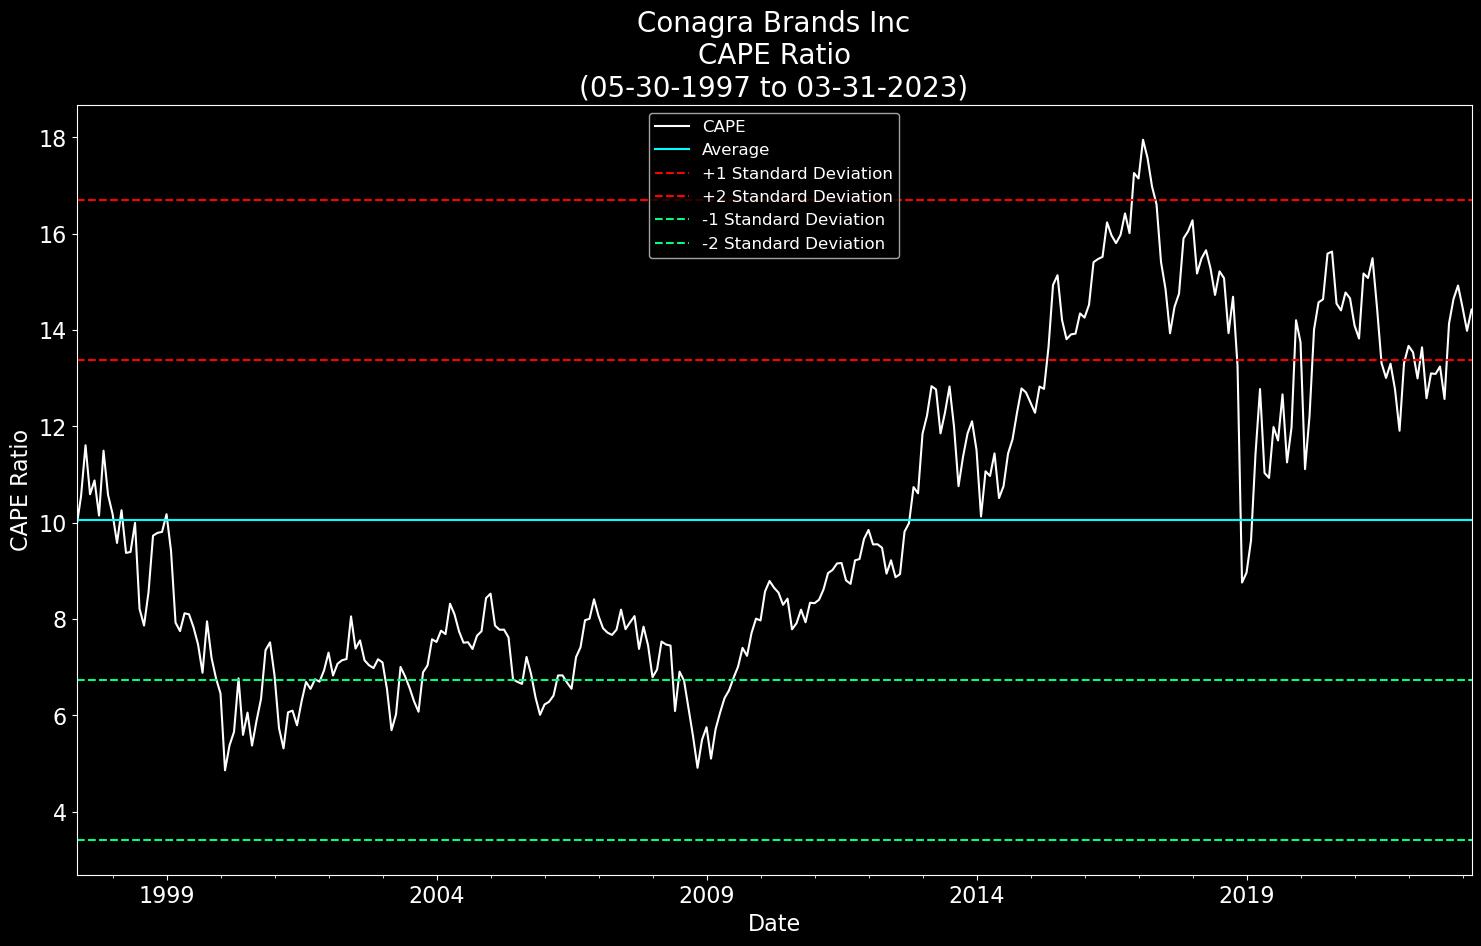 Conagra Brands Inc
CAPE Ratio
(05-30-1997 to 03-31-2023)
CAPE
Average
+1 Standard Deviation
+2 Standard Deviation
-1 Standard Deviation
-2 Standard Deviation
18
16
14
12
10
8
6
4
CAPE Ratio
1999
2004
2009
2014
2019
Date